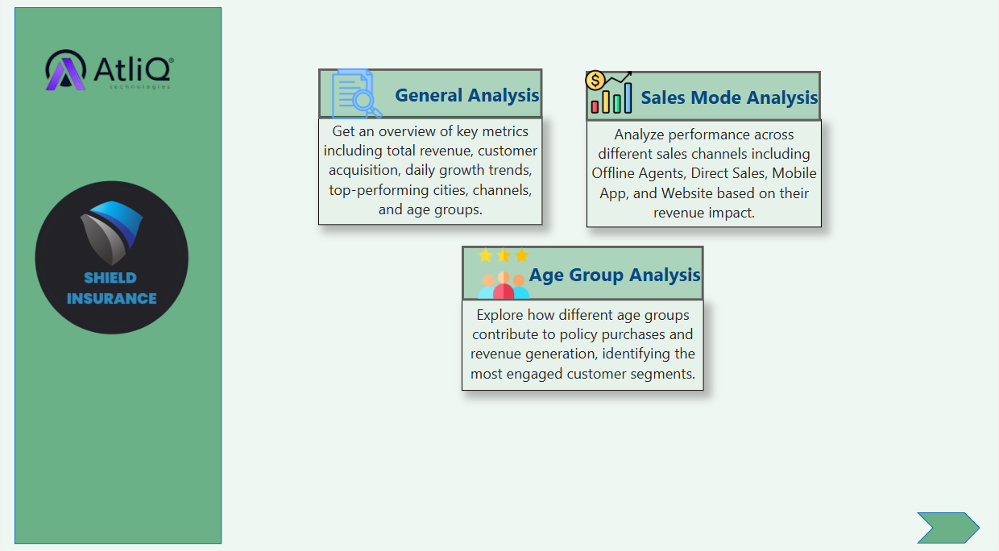 AtliQ®
technologies
SHIELD
INSURANCE
General Analysis
Get an overview of key metrics
including total revenue, customer
acquisition, daily growth trends,
top-performing cities, channels,
and age groups.
$
Sales Mode Analysis
Analyze performance across
different sales channels including
Offline Agents, Direct Sales, Mobile
App, and Website based on their
revenue impact.
Age Group Analysis
Explore how different age groups
contribute to policy purchases and
revenue generation, identifying the
most engaged customer segments.